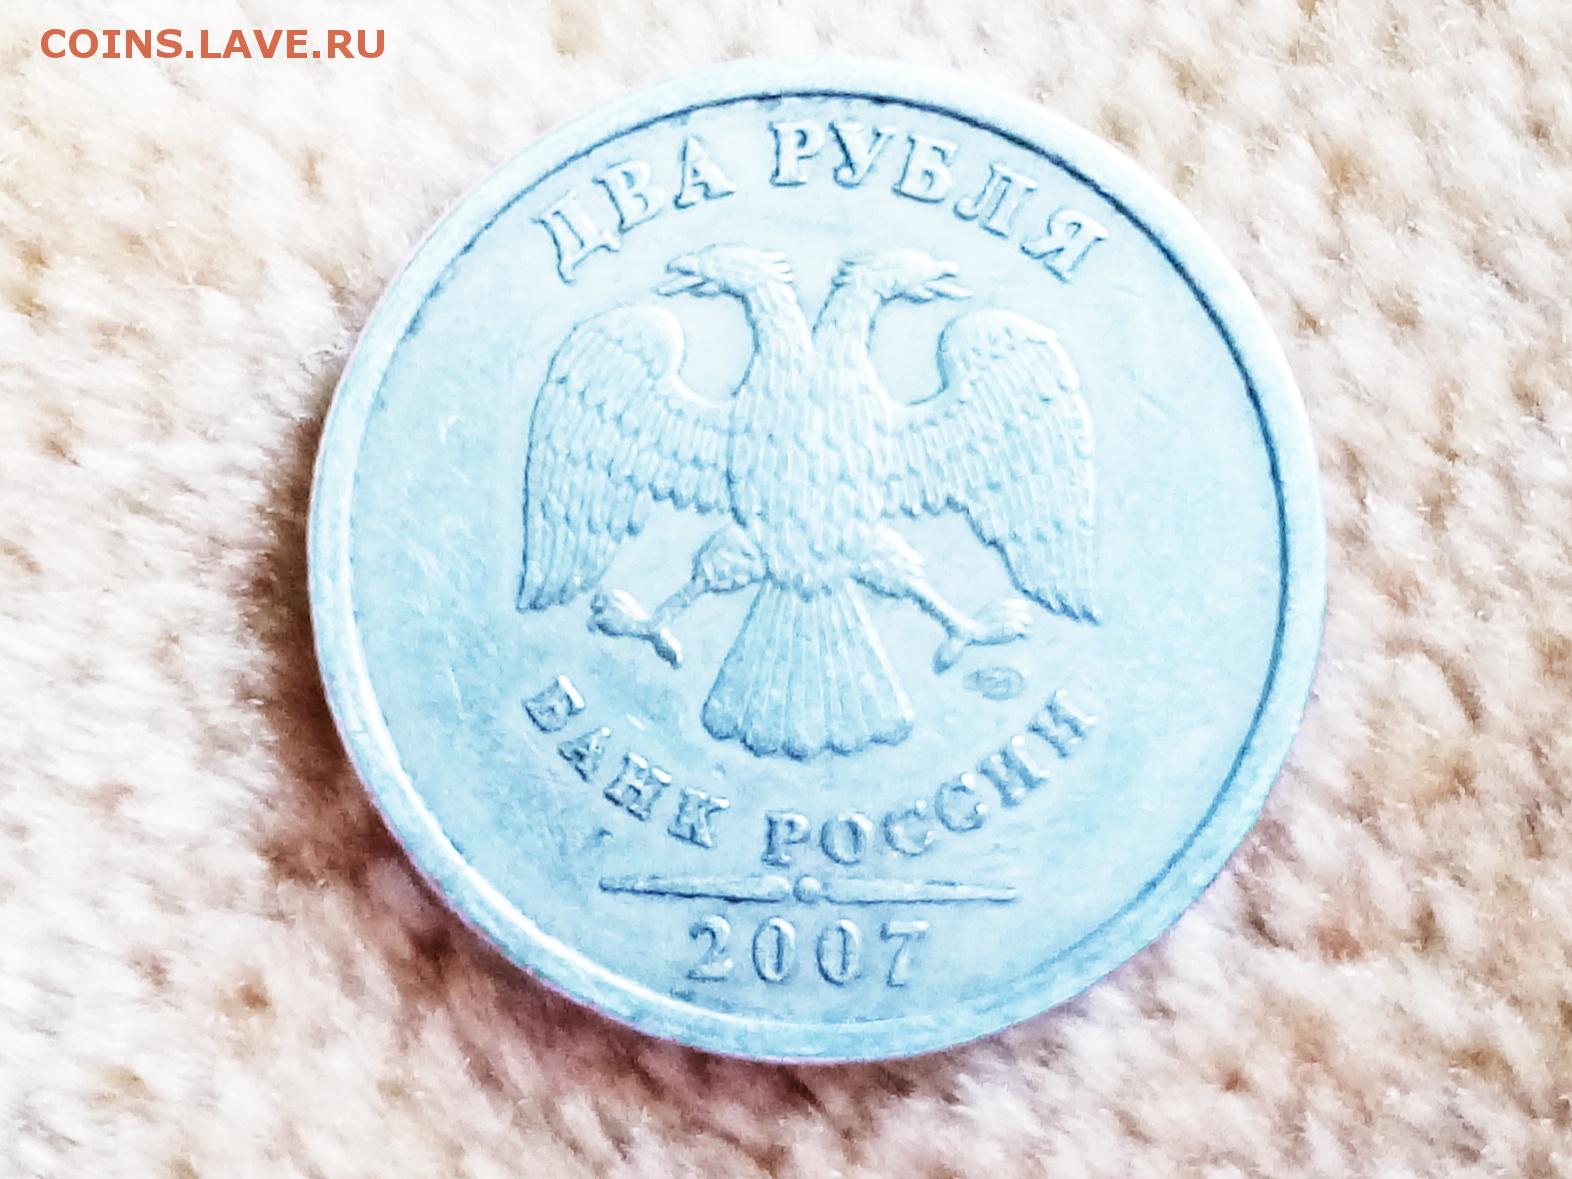 COINS.LAVE.RU
ДВА РУБЛЯ
БАНК РОССИИ
2007